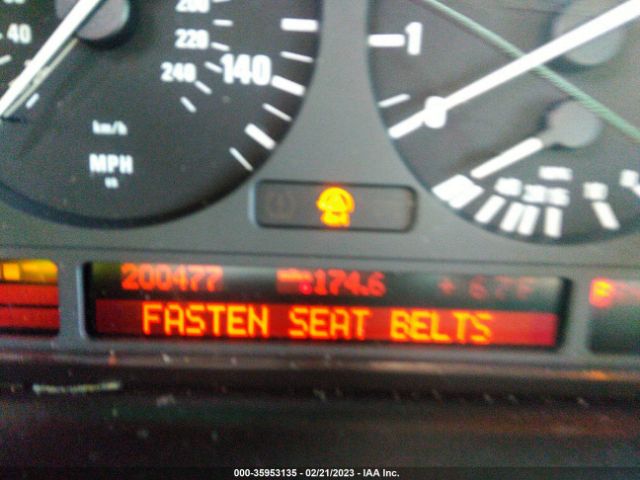 40
200
220
240
140
km/h
MPH
1
200477 174.6 + 67°F
FASTEN SEAT BELTS
000-35953135 - 02/21/2023 - IAA Inc.